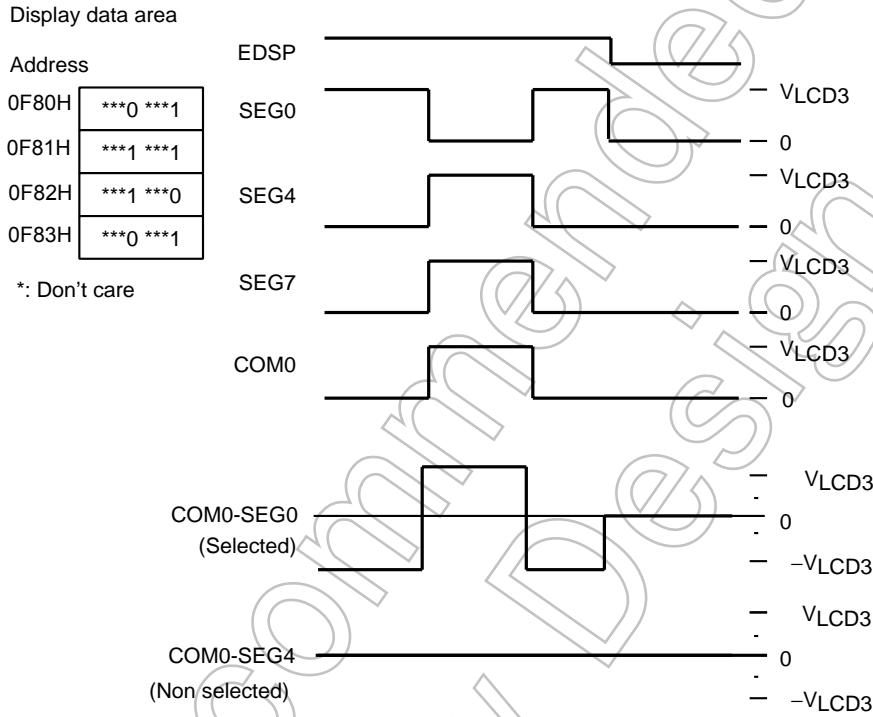 Display data area
Address
0F80H ***0 ***1
0F81H ***1 ***1
0F82H ***1 ***0
0F83H ***0 ***1
*: Don't care
EDSP
SEG0
VLCD3
0
SEG4
VLCD3
0
SEG7
VLCD3
0
COM0
VLCD3
0
COM0-SEG0
(Selected)
VLCD3
0
−VLCD3
COM0-SEG4
(Non selected)
VLCD3
0
−VLCD3